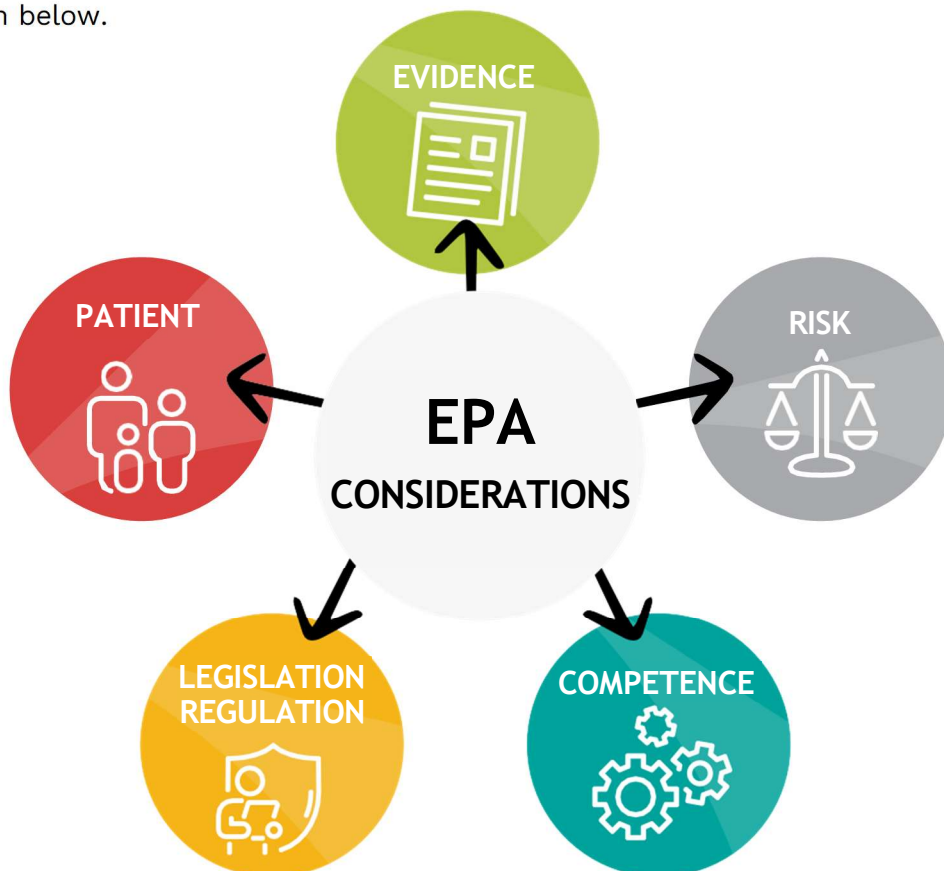 below.
EVIDENCE
PATIENT
RISK
EPA
CONSIDERATIONS
LEGISLATION
REGULATION
COMPETENCE